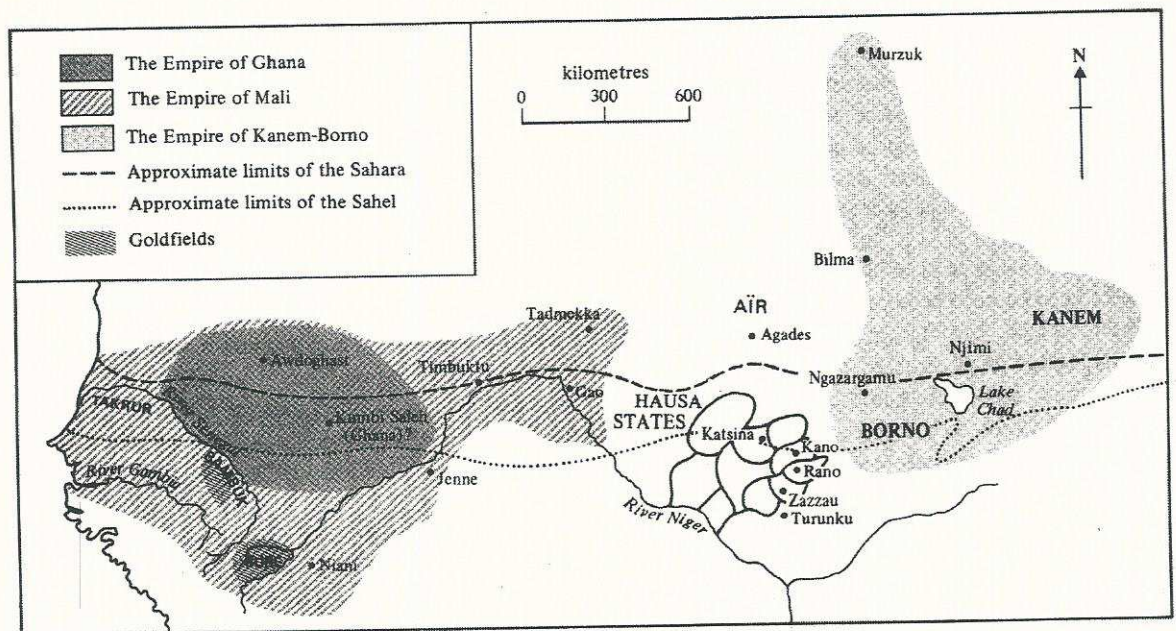 The Empire of Ghana
The Empire of Mali
The Empire of Kanem-Borno
Approximate limits of the Sahara
Approximate limits of the Sahel
Goldfields
kilometres
0 300 600
N
Murzuk
Bilma
AÏR
Agades
KANEM
Njimi
Ngazargamu
Lake
Chad
BORNO
Tadmekka
Timbuktu
Gao
Awdoghast
Kumbi Saleh
(Ghana)?
TAKRUR
River Gambia
BAMBUK
Jenne
Niani
HAUSA
STATES
Katsina
Kano
Rano
Zazzau
Turunku
River Niger